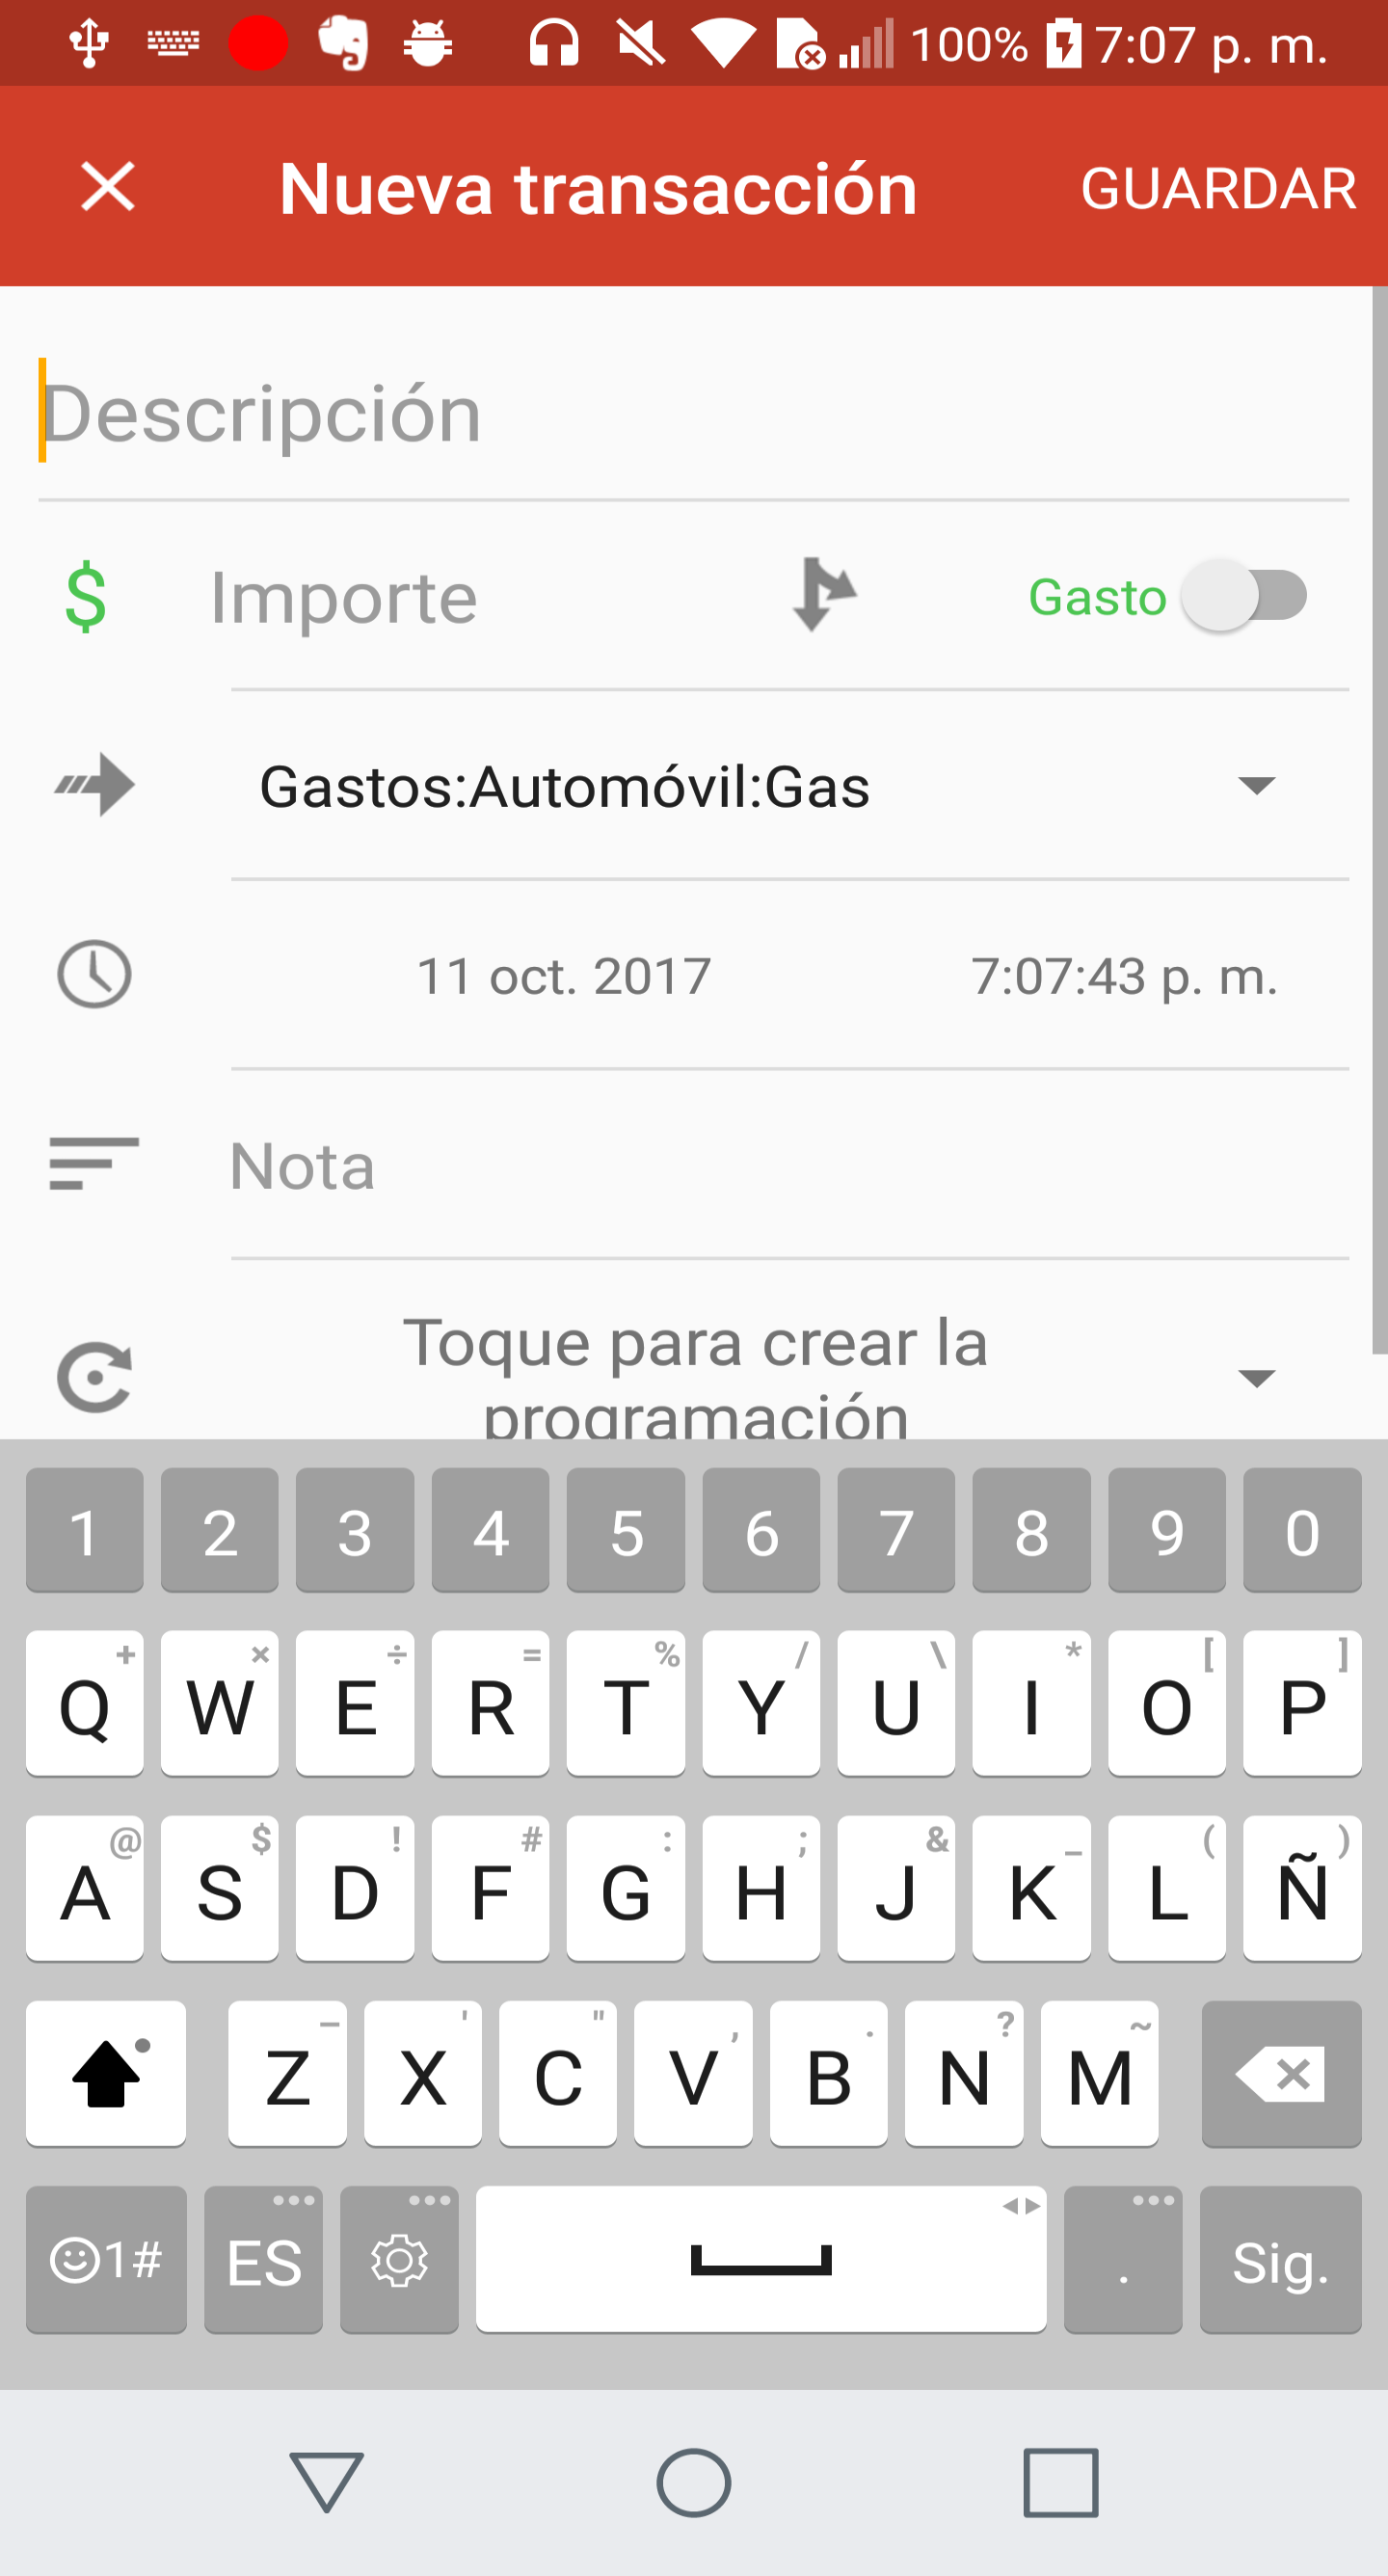 100% 7:07 p. m.
Nueva transacción GUARDAR
Descripción
$ Importe Gasto
Gastos:Automóvil:Gas
11 oct. 2017 7:07:43 p. m.
Nota
Toque para crear la
programación
1 2 3 4 5 6 7 8 9 0
+ × ÷ = % / \ * [ ]
Q W E R T Y U I O P
@ $ ! # : ; & _ ( )
A S D F G H J K L Ñ
– ' " , . ? ~
Z X C V B N M
1# ES . Sig.